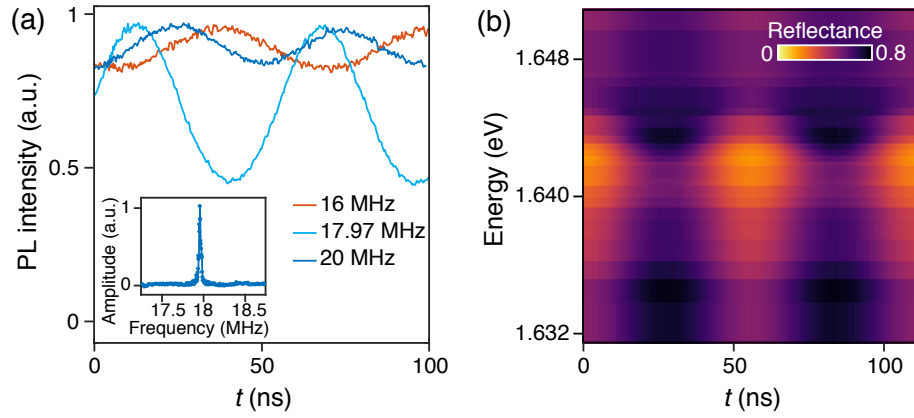 (a)
1
0.5
0
PL intensity (a.u.)
16 MHz
17.97 MHz
20 MHz
1
0
Amplitude (a.u.)
17.5 18 18.5
Frequency (MHz)
0 50 100
t (ns)
(b)
Reflectance
0 0.8
1.648
1.640
1.632
Energy (eV)
0 50 100
t (ns)